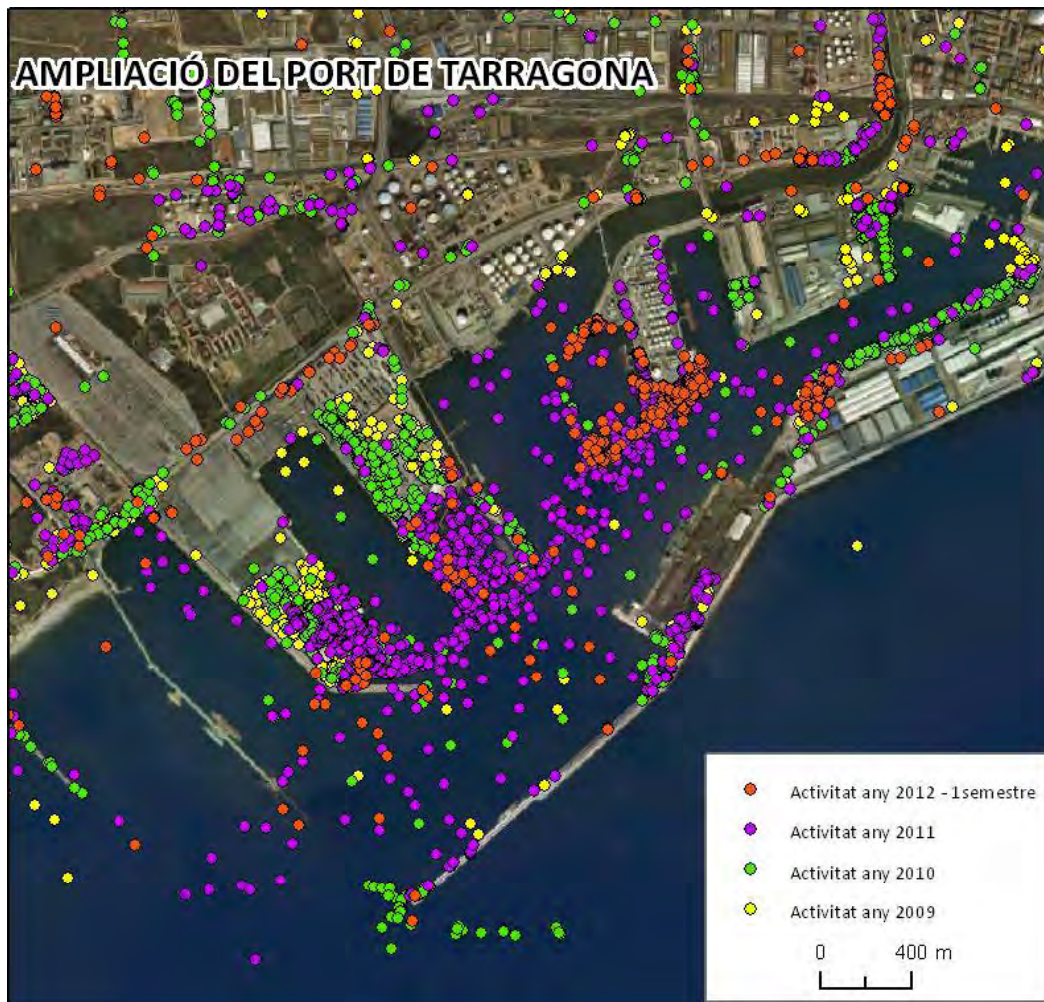 AMPLIACIÓ DEL PORT DE TARRAGONA
Activitat any 2012 -1semestre
Activitat any 2011
Activitat any 2010
Activitat any 2009
0 400 m